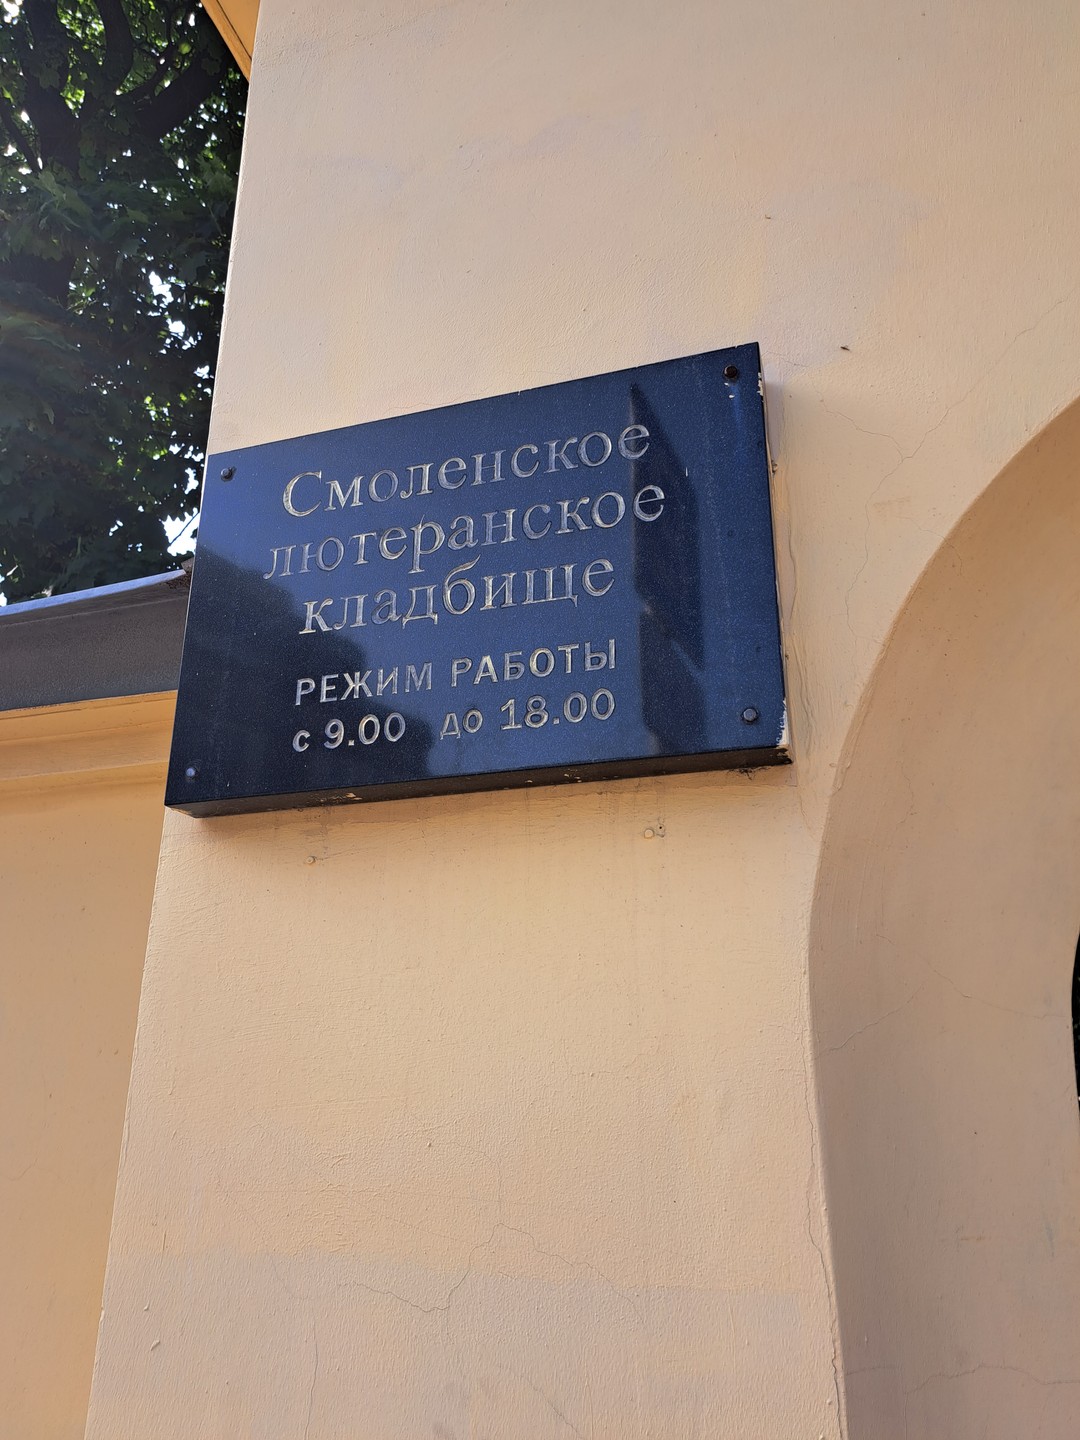 Смоленское
лютеранское
кладбище
РЕЖИМ РАБОТЫ
с 9.00 до 18.00